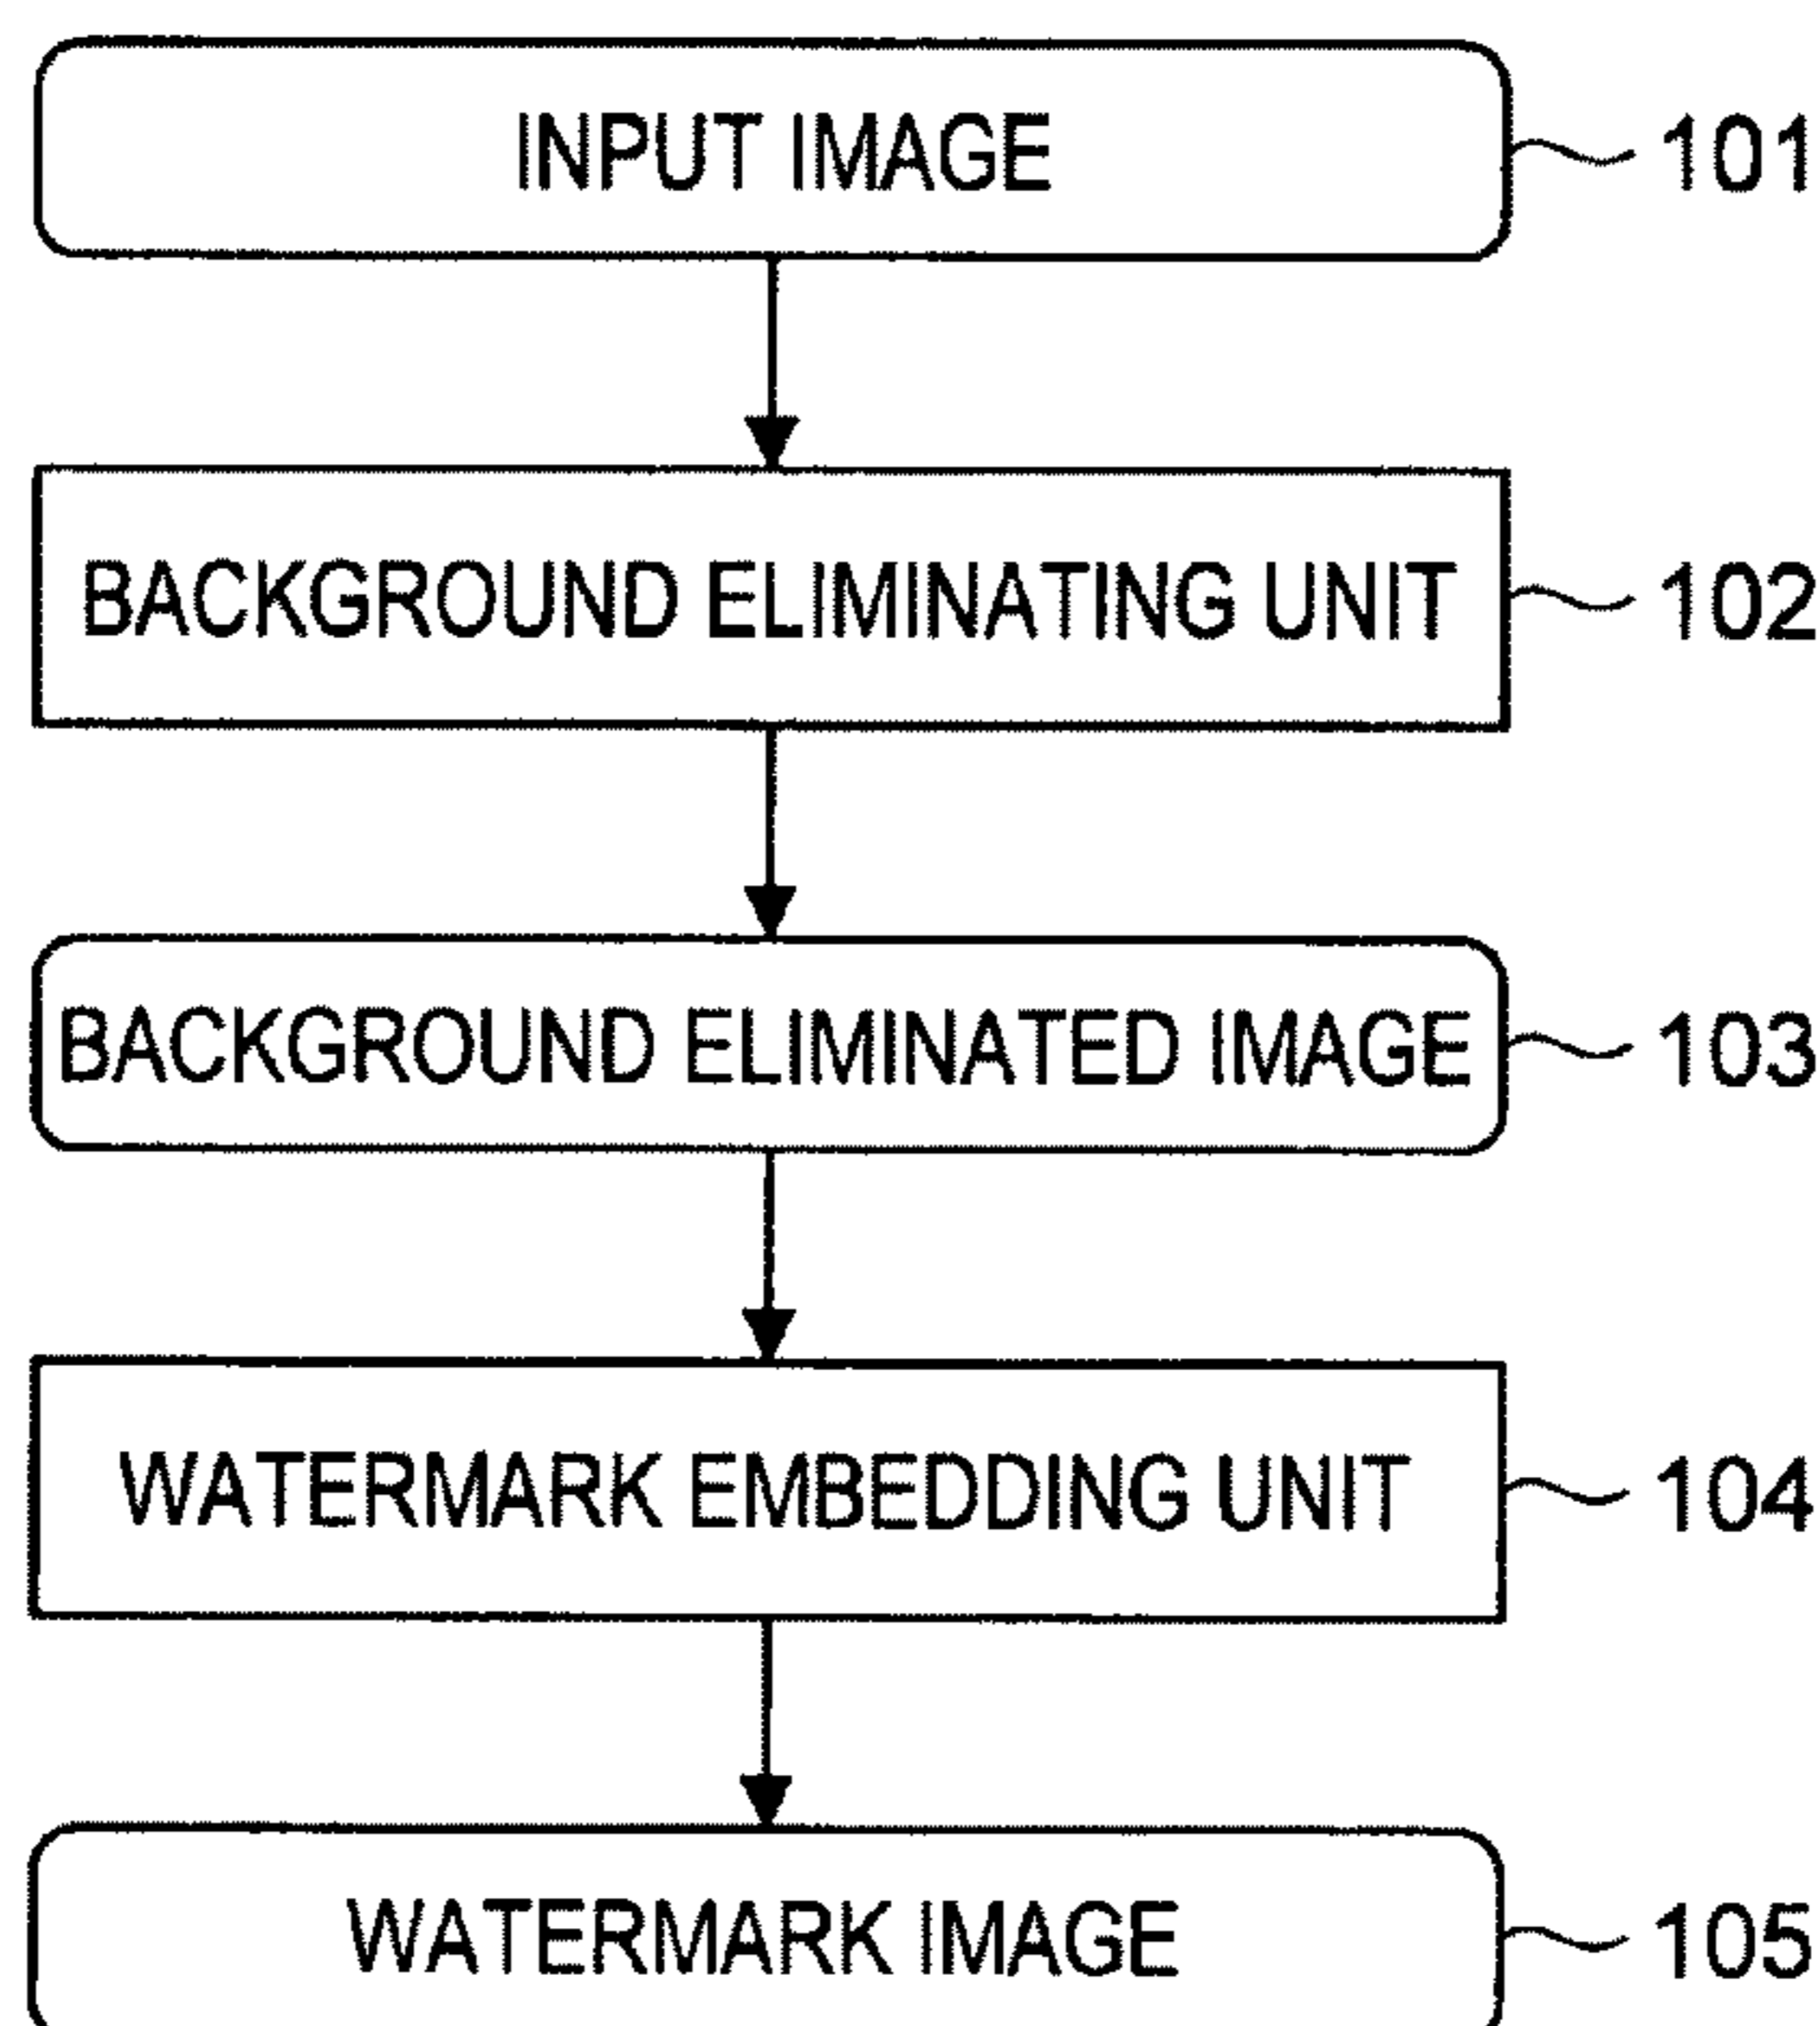 INPUT IMAGE 101
BACKGROUND ELIMINATING UNIT 102
BACKGROUND ELIMINATED IMAGE 103
WATERMARK EMBEDDING UNIT 104
WATERMARK IMAGE 105